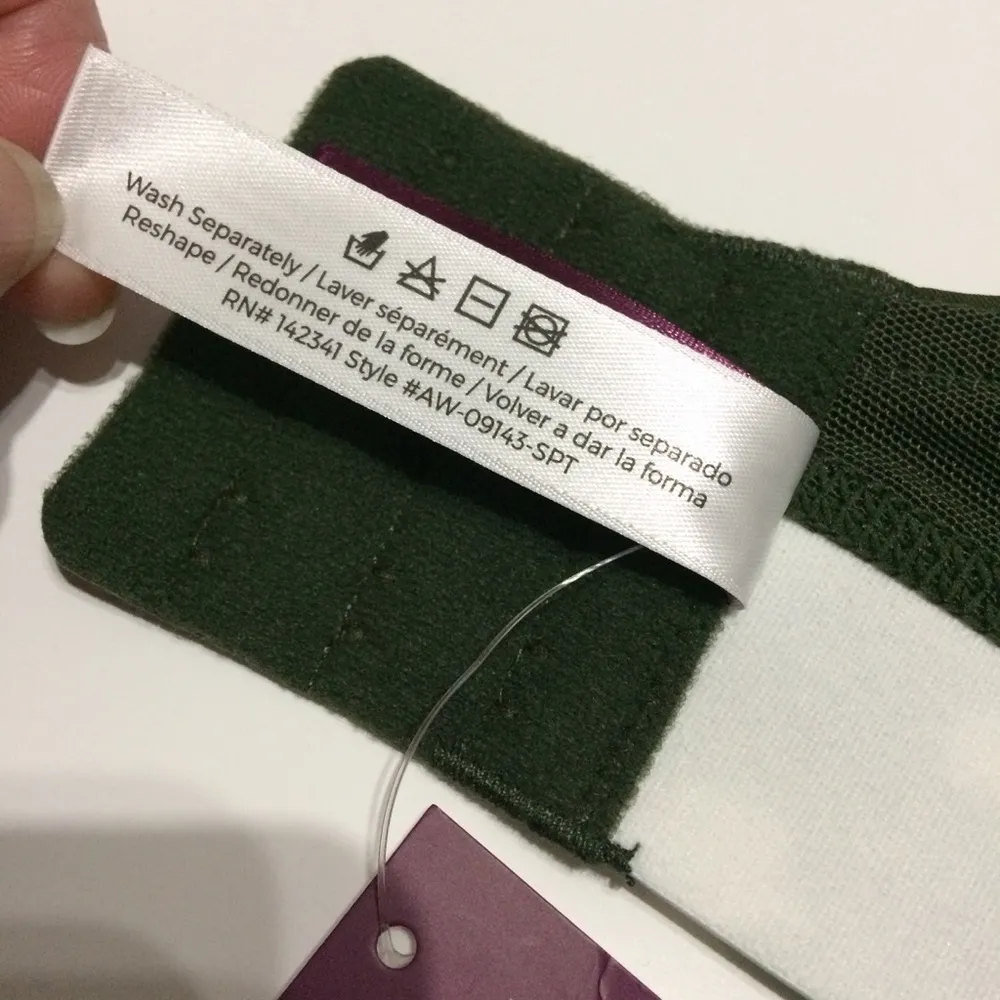 Wash Separately / Laver séparément / Lavar por separado
Reshape / Redonner de la forme / Volver a dar la forma
RN# 142341 Style #AW-09143-SPT